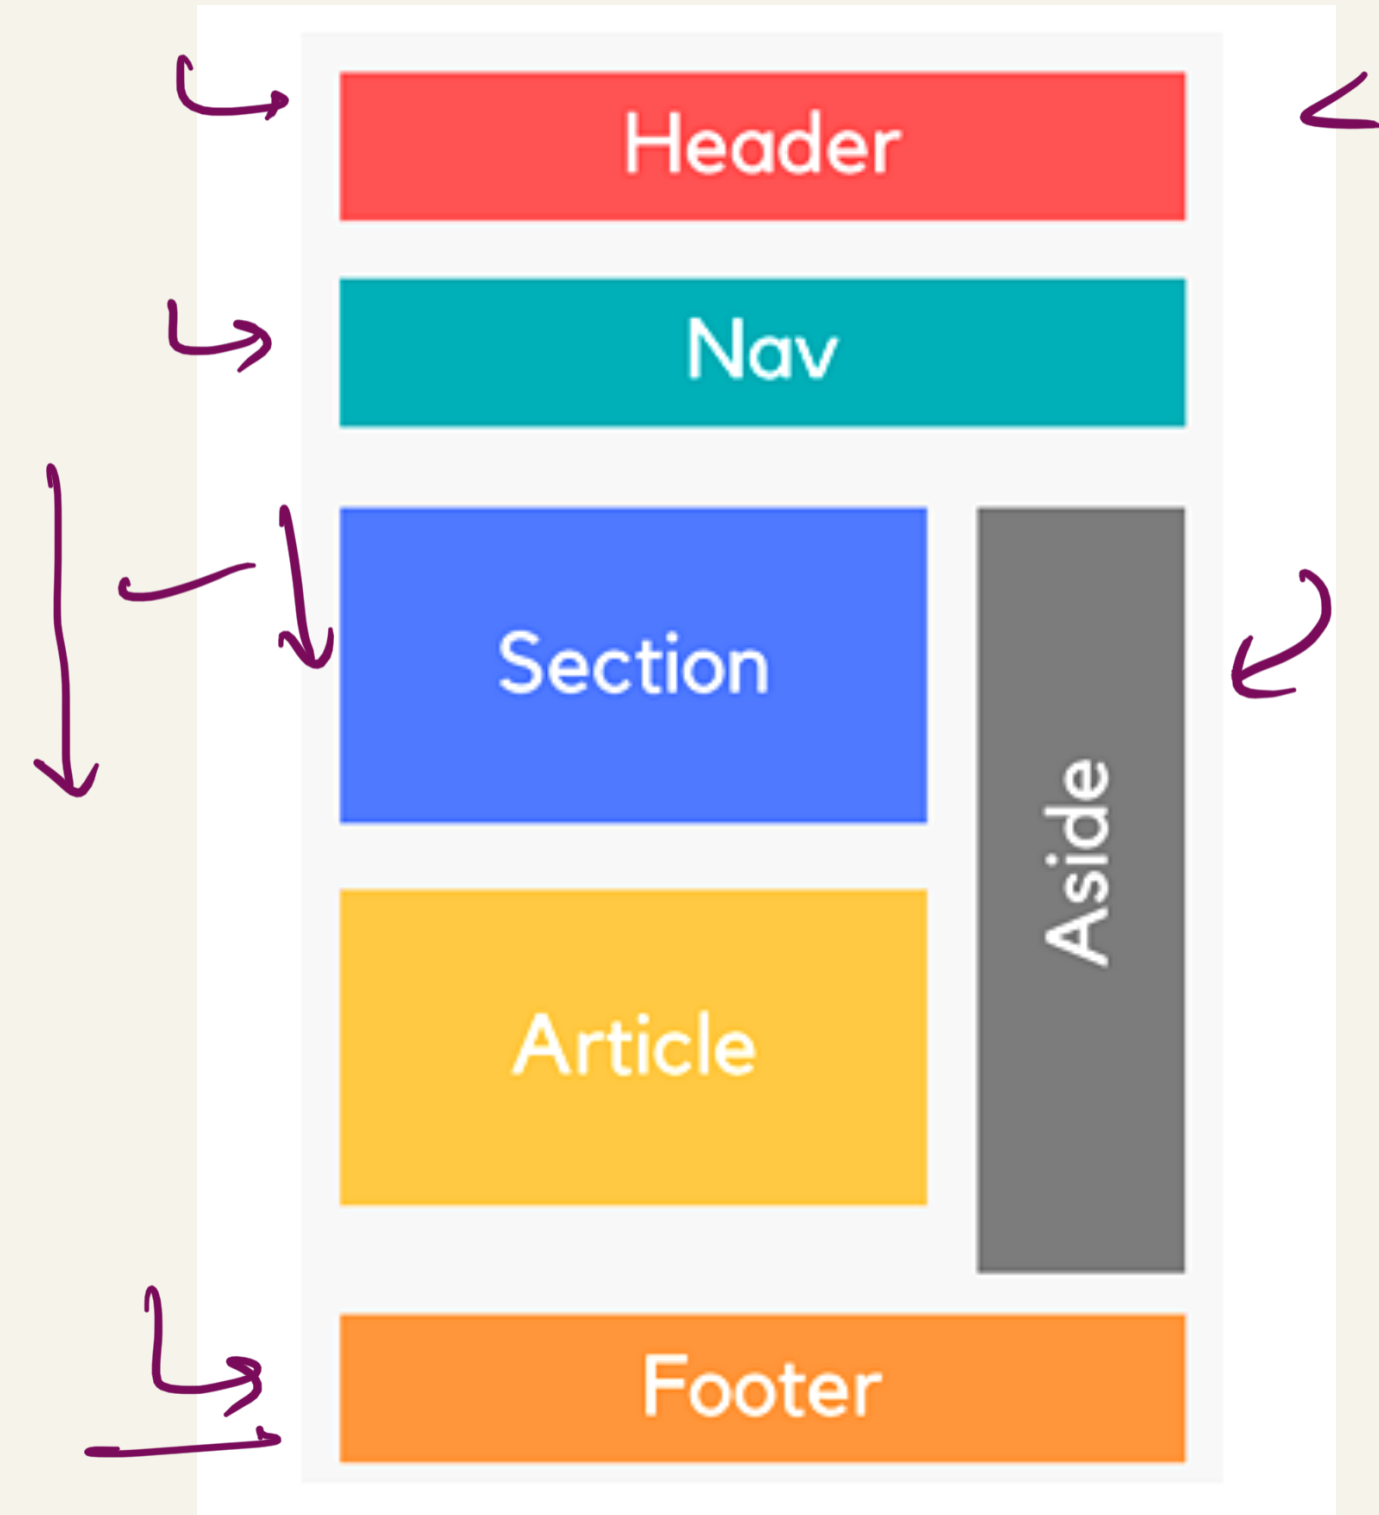 Header
Nav
Section
Article
Aside
Footer